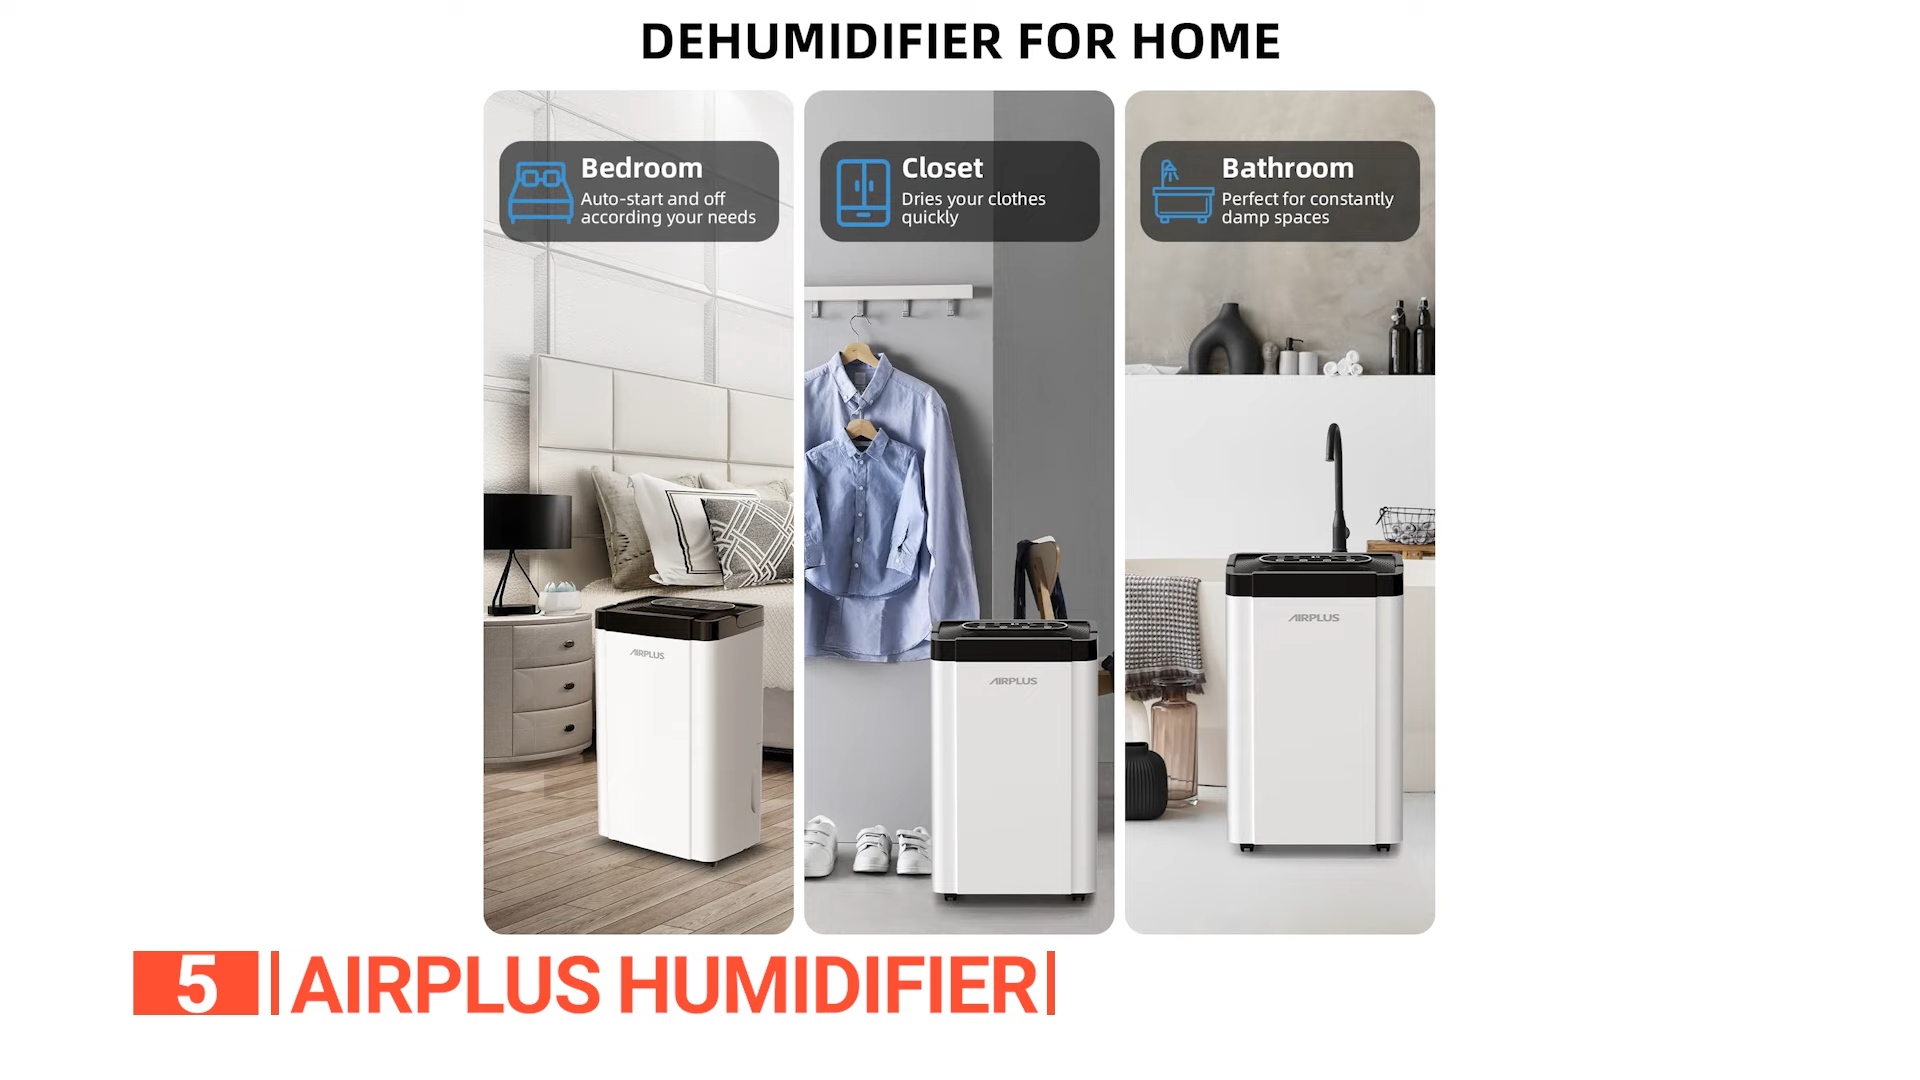 DEHUMIDIFIER FOR HOME
Bedroom
Auto-start and off
according your needs
Closet
Dries your clothes
quickly
Bathroom
Perfect for constantly
damp spaces
AIRPLUS
AIRPLUS
AIRPLUS
5
AIRPLUS HUMIDIFIER